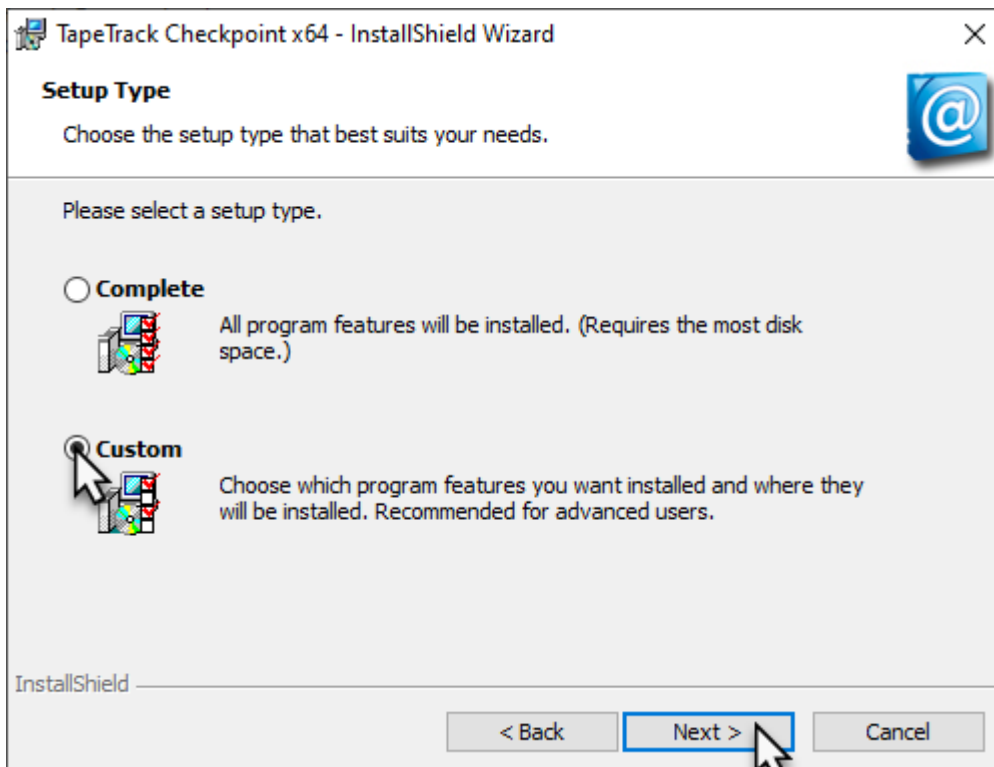 TapeTrack Checkpoint x64 - InstallShield Wizard
Setup Type
Choose the setup type that best suits your needs.
Please select a setup type.
Complete
All program features will be installed. (Requires the most disk
space.)
Custom
Choose which program features you want installed and where they
will be installed. Recommended for advanced users.
InstallShield
< Back
Next >
Cancel